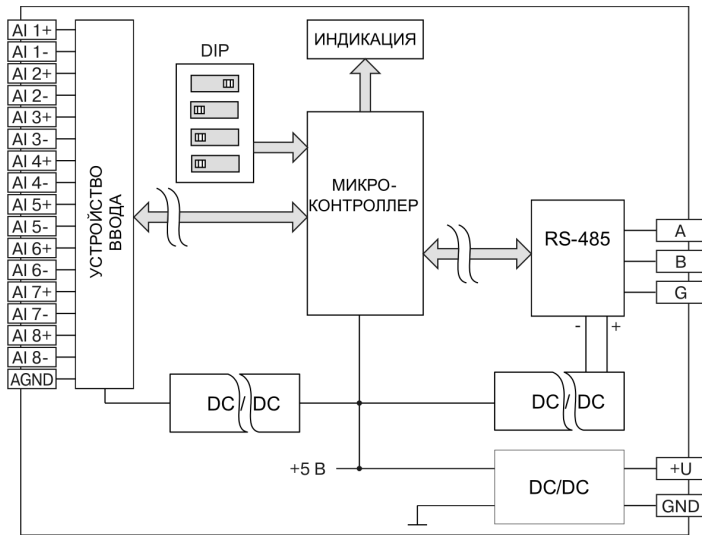 AI 1+
AI 1-
AI 2+
AI 2-
AI 3+
AI 3-
AI 4+
AI 4-
AI 5+
AI 5-
AI 6+
AI 6-
AI 7+
AI 7-
AI 8+
AI 8-
AGND
УСТРОЙСТВО
ВВОДА
DIP
ИНДИКАЦИЯ
МИКРО-
КОНТРОЛЛЕР
RS-485
A
B
G
- +
DC / DC
DC / DC
+5 В
DC/DC
+U
GND